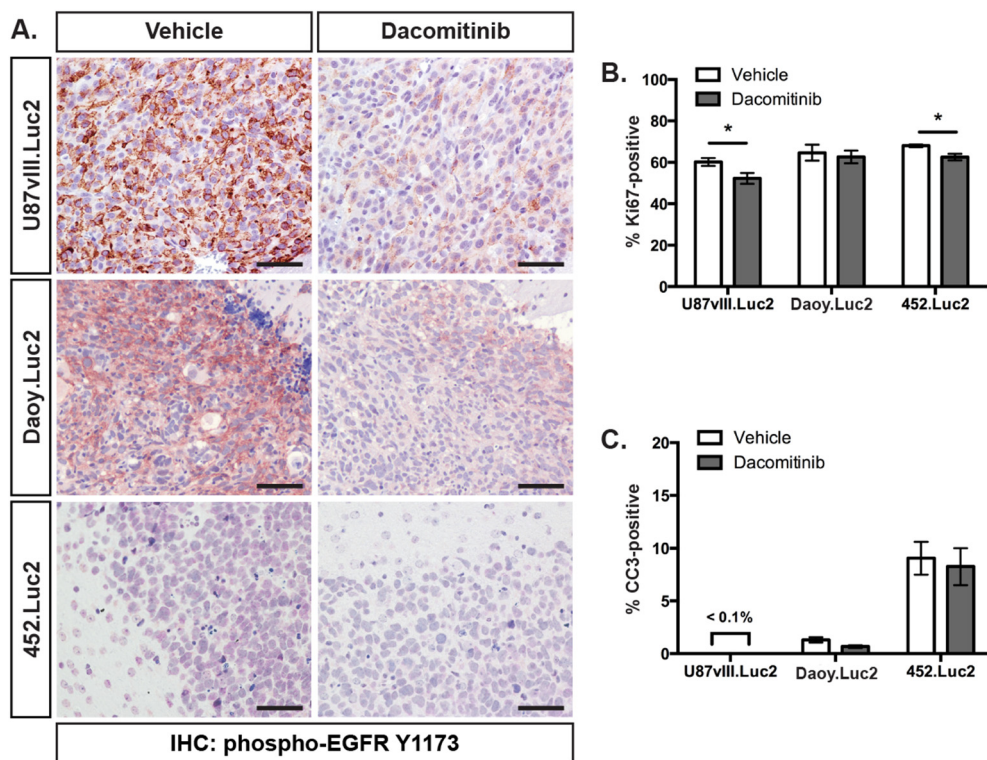 A.
Vehicle
Dacomitinib
U87vIII.Luc2
Daoy.Luc2
452.Luc2
IHC: phospho-EGFR Y1173
B.
Vehicle
Dacomitinib
% Ki67-positive
100
80
60
40
20
0
*
*
U87vIII.Luc2
Daoy.Luc2
452.Luc2
C.
Vehicle
Dacomitinib
% CC3-positive
20
15
10
5
0
< 0.1%
U87vIII.Luc2
Daoy.Luc2
452.Luc2